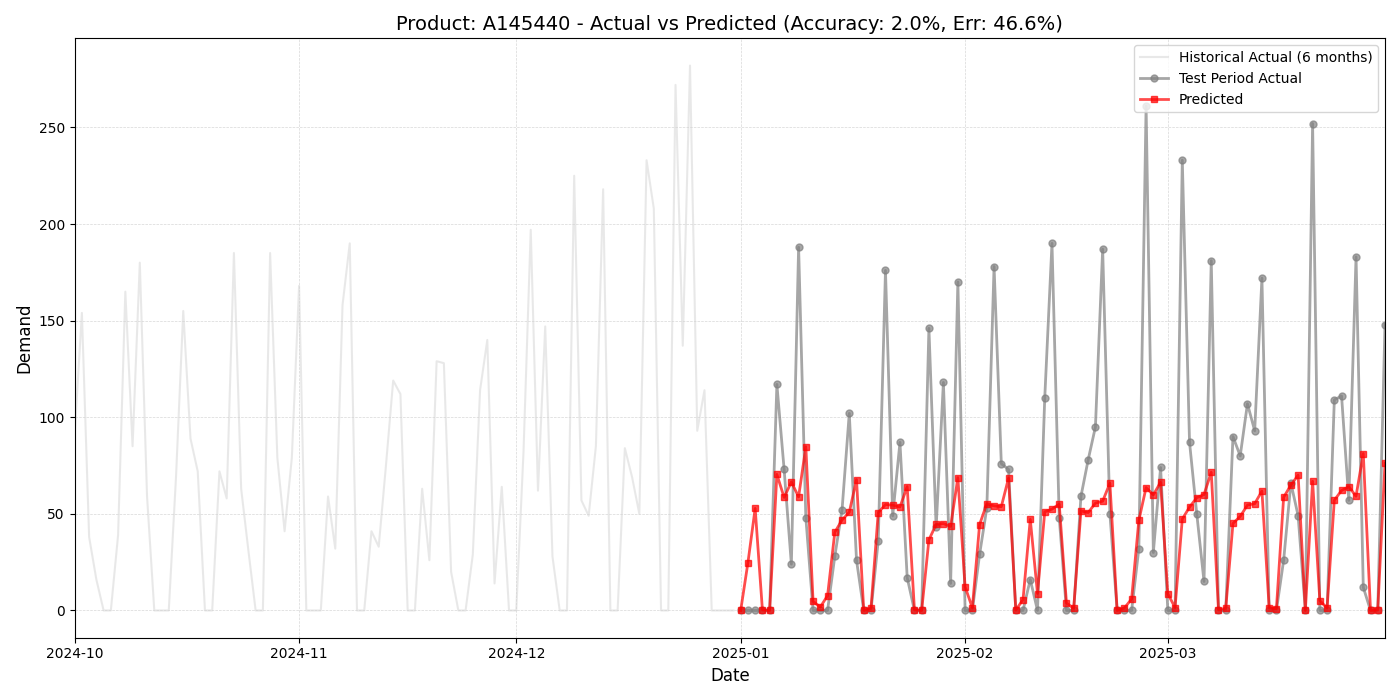 Product: A145440 - Actual vs Predicted (Accuracy: 2.0%, Err: 46.6%)
Historical Actual (6 months)
Test Period Actual
Predicted
250
200
150
100
50
0
Demand
2024-10
2024-11
2024-12
2025-01
2025-02
2025-03
Date